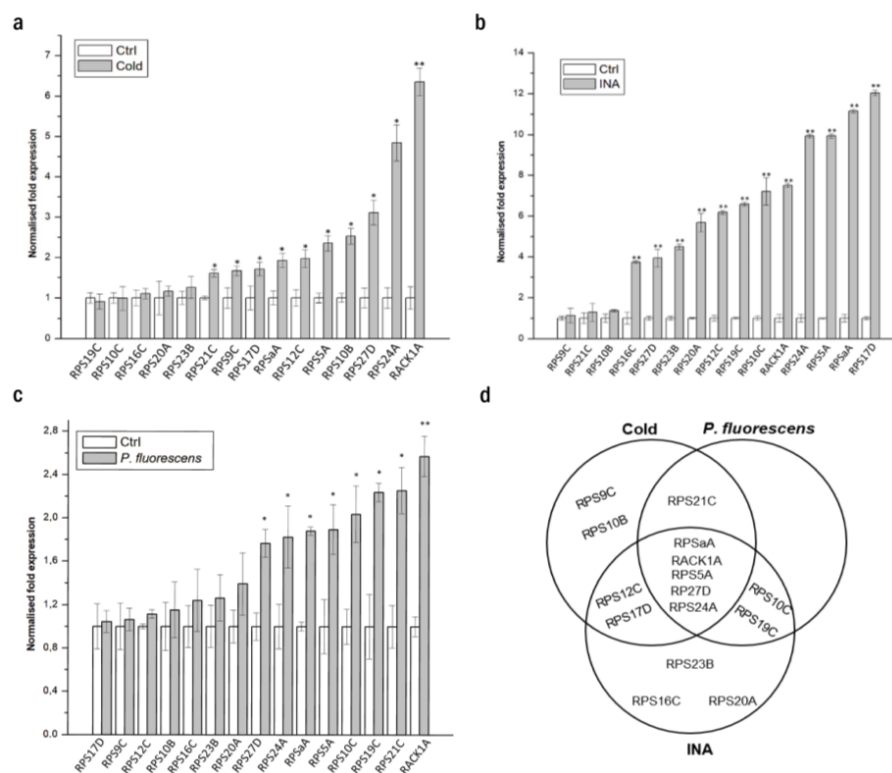 a
Ctrl
Cold
Normalised fold expression
7
6
5
4
3
2
1
0
*
*
*
*
*
*
*
*
*
**
RPS19C
RPS10C
RPS16C
RPS20A
RPS23B
RPS21C
RPS9C
RPS17D
RPSaA
RPS12C
RPS5A
RPS10B
RPS27D
RPS24A
RACK1A
b
Ctrl
INA
Normalised fold expression
14
12
10
8
6
4
2
0
**
**
**
**
**
**
**
**
**
**
**
**
RPS9C
RPS21C
RPS10B
RPS16C
RPS27D
RPS23B
RPS20A
RPS12C
RPS19C
RPS10C
RACK1A
RPS24A
RPS5A
RPSaA
RPS17D
c
Ctrl
P. fluorescens
Normalised fold expression
2,8
2,4
2,0
1,6
1,2
0,8
0,4
0,0
*
*
*
*
*
*
*
**
RPS17D
RPS9C
RPS12C
RPS10B
RPS16C
RPS23B
RPS20A
RPS27D
RPS24A
RPSaA
RPS5A
RPS10C
RPS19C
RPS21C
RACK1A
d
Cold
P. fluorescens
RPS9C
RPS10B
RPS21C
RPSaA
RACK1A
RPS5A
RP27D
RPS24A
RPS12C
RPS17D
RPS10C
RPS19C
RPS23B
RPS16C
RPS20A
INA